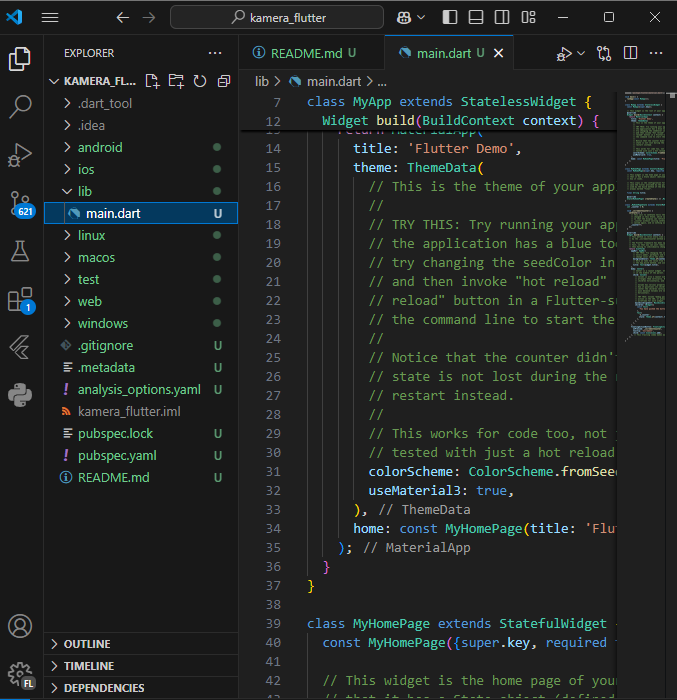 kamera_flutter
EXPLORER
KAMERA_FL...
.dart_tool
.idea
android
ios
lib
main.dart U
linux
macos
test
web
windows
.gitignore U
.metadata U
analysis_options.yaml U
kamera_flutter.iml
pubspec.lock U
pubspec.yaml U
README.md U
OUTLINE
TIMELINE
DEPENDENCIES
621
1
FL
README.md U
main.dart U
lib > main.dart > ...
7 class MyApp extends StatelessWidget {
12 Widget build(BuildContext context) {
14 title: 'Flutter Demo',
15 theme: ThemeData(
16 // This is the theme of your app
17 //
18 // TRY THIS: Try running your ap
19 // the application has a blue to
20 // try changing the seedColor in
21 // and then invoke "hot reload"
22 // reload" button in a Flutter-s
23 // the command line to start the
24 //
25 // Notice that the counter didn'
26 // state is not lost during the
27 // restart instead.
28 //
29 // This works for code too, not
30 // tested with just a hot reload
31 colorScheme: ColorScheme.fromSee
32 useMaterial3: true,
33 ), // ThemeData
34 home: const MyHomePage(title: 'Flu
35 ); // MaterialApp
36 }
37 }
38
39 class MyHomePage extends StatefulWidget
40 const MyHomePage({super.key, required
41
42 // This widget is the home page of your